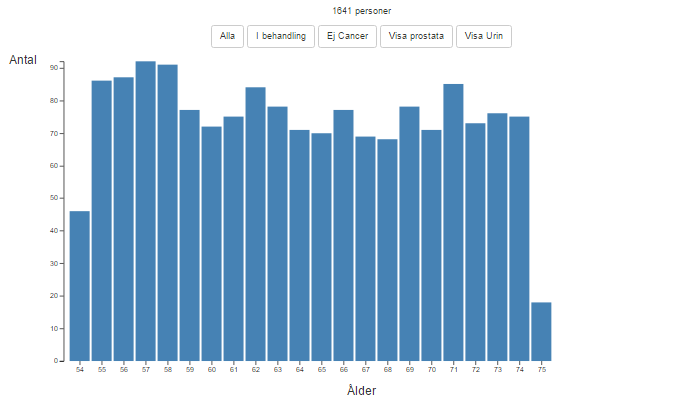 1641 personer
Alla I behandling Ej Cancer Visa prostata Visa Urin
Antal
90
80
70
60
50
40
30
20
10
0
54 55 56 57 58 59 60 61 62 63 64 65 66 67 68 69 70 71 72 73 74 75
Ålder